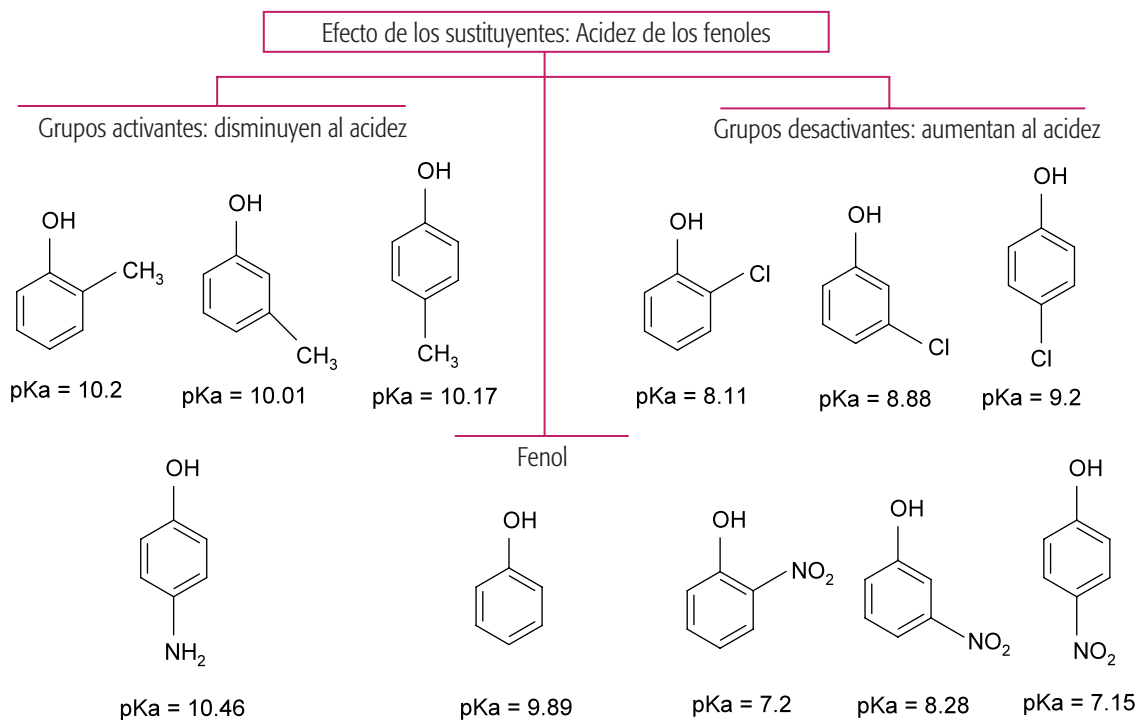 Efecto de los sustituyentes: Acidez de los fenoles
Grupos activantes: disminuyen al acidez
Grupos desactivantes: aumentan al acidez
OH
CH3
pKa = 10.2
OH
CH3
pKa = 10.01
OH
CH3
pKa = 10.17
OH
Cl
pKa = 8.11
OH
Cl
pKa = 8.88
OH
Cl
pKa = 9.2
Fenol
OH
NH2
pKa = 10.46
OH
pKa = 9.89
OH
NO2
pKa = 7.2
OH
NO2
pKa = 8.28
OH
NO2
pKa = 7.15